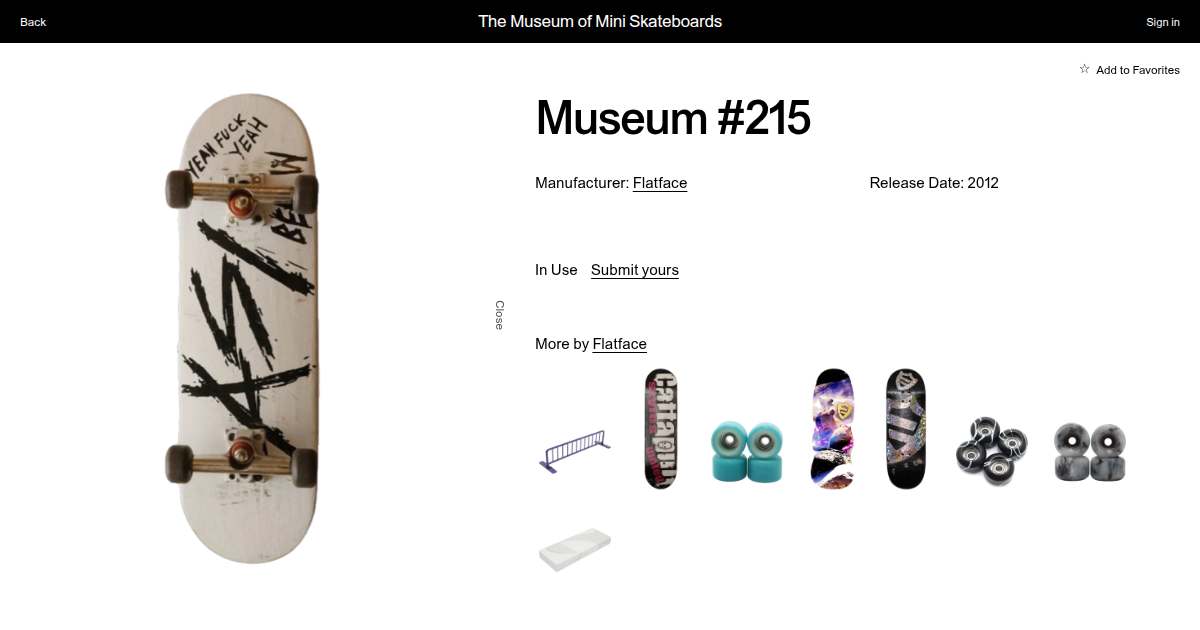 Back
The Museum of Mini Skateboards
Sign in
☆ Add to Favorites
Museum #215
Manufacturer: Flatface
Release Date: 2012
In Use Submit yours
Close
More by Flatface
YEAH FUCK
YEAH
ASI